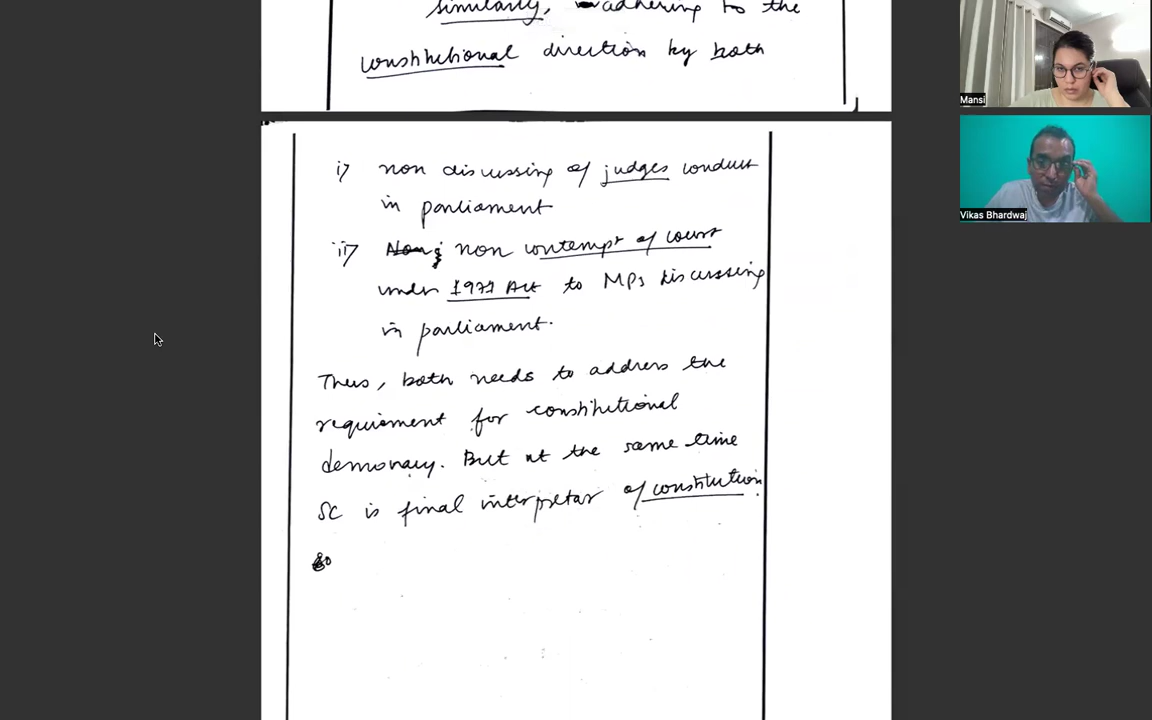 similarly, adhering to the
constitutional direction by both
i) non discussing of judges conduct
in parliament
ii) Non; non contempt of court
under 1971 Act to MPs discussing
in parliament.
Thus, both needs to address the
requirement for constitutional
democracy. But at the same time
SC is final interpretar of constitution.
so
Mansi
Vikas Bhardwaj